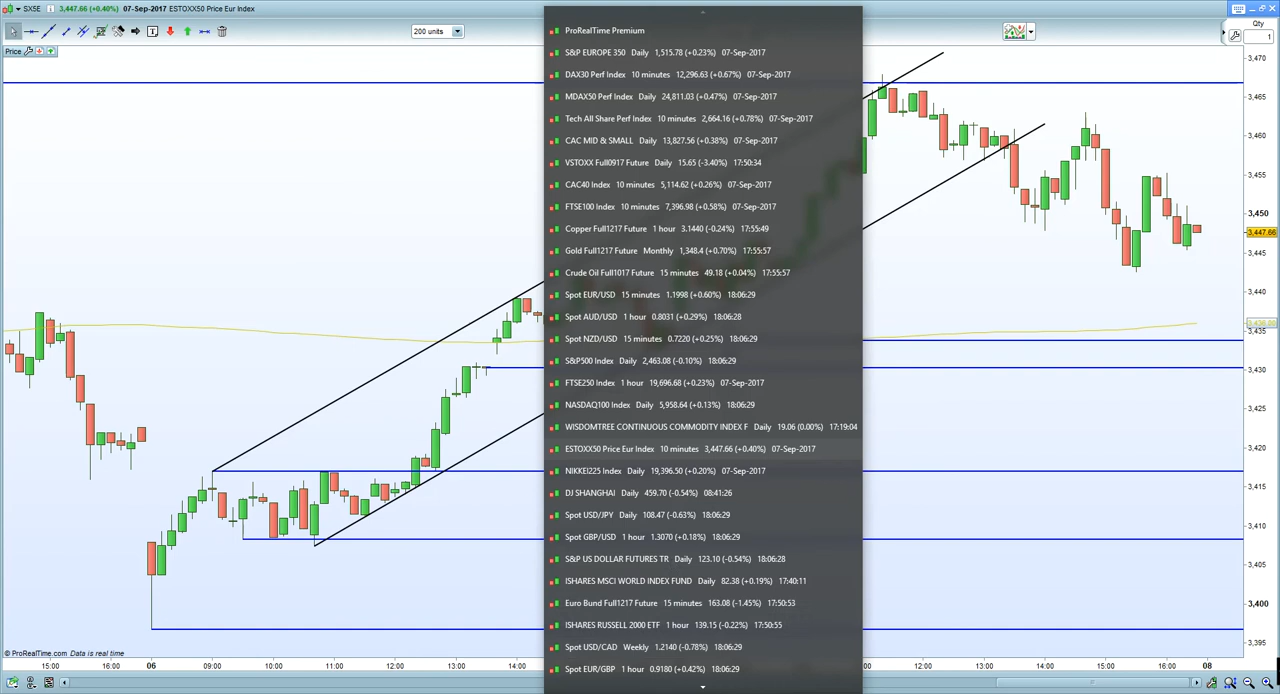 SX5E 3,447.66 (+0.40%) 07-Sep-2017 ESTOXX50 Price Eur Index
200 units
Qty
1
Price
ProRealTime Premium
S&P EUROPE 350 Daily 1,515.78 (+0.23%) 07-Sep-2017
DAX30 Perf Index 10 minutes 12,296.63 (+0.67%) 07-Sep-2017
MDAX50 Perf Index Daily 24,811.03 (+0.47%) 07-Sep-2017
Tech All Share Perf Index 10 minutes 2,664.16 (+0.78%) 07-Sep-2017
CAC MID & SMALL Daily 13,827.56 (+0.38%) 07-Sep-2017
VSTOXX Full0917 Future Daily 15.65 (-3.40%) 17:50:34
CAC40 Index 10 minutes 5,114.62 (+0.26%) 07-Sep-2017
FTSE100 Index 10 minutes 7,396.98 (+0.58%) 07-Sep-2017
Copper Full1217 Future 1 hour 3.1440 (-0.24%) 17:55:49
Gold Full1217 Future Monthly 1,348.4 (+0.70%) 17:55:57
Crude Oil Full1017 Future 15 minutes 49.18 (+0.04%) 17:55:57
Spot EUR/USD 15 minutes 1.1998 (+0.60%) 18:06:29
Spot AUD/USD 1 hour 0.8031 (+0.29%) 18:06:28
Spot NZD/USD 15 minutes 0.7220 (+0.25%) 18:06:29
S&P500 Index Daily 2,463.08 (-0.10%) 18:06:29
FTSE250 Index 1 hour 19,696.68 (+0.23%) 07-Sep-2017
NASDAQ100 Index Daily 5,958.64 (+0.13%) 18:06:29
WISDOMTREE CONTINUOUS COMMODITY INDEX F Daily 19.06 (0.00%) 17:19:04
ESTOXX50 Price Eur Index 10 minutes 3,447.66 (+0.40%) 07-Sep-2017
NIKKEI225 Index Daily 19,396.50 (+0.20%) 07-Sep-2017
DJ SHANGHAI Daily 459.70 (-0.54%) 08:41:26
Spot USD/JPY Daily 108.47 (-0.63%) 18:06:29
Spot GBP/USD 1 hour 1.3070 (+0.18%) 18:06:29
S&P US DOLLAR FUTURES TR Daily 123.10 (-0.54%) 18:06:28
ISHARES MSCI WORLD INDEX FUND Daily 82.38 (+0.19%) 17:40:11
Euro Bund Full1217 Future 15 minutes 163.08 (-1.45%) 17:50:53
ISHARES RUSSELL 2000 ETF 1 hour 139.15 (-0.22%) 17:50:55
Spot USD/CAD Weekly 1.2140 (-0.78%) 18:06:29
Spot EUR/GBP 1 hour 0.9180 (+0.42%) 18:06:29
3,470
3,465
3,460
3,455
3,450
3,447.66
3,445
3,440
3,436.08
3,430
3,425
3,420
3,415
3,410
3,405
3,400
3,395
© ProRealTime.com Data is real time
15:00 16:00 06 09:00 10:00 11:00 12:00 13:00 14:00 :00 12:00 13:00 14:00 15:00 16:00 08